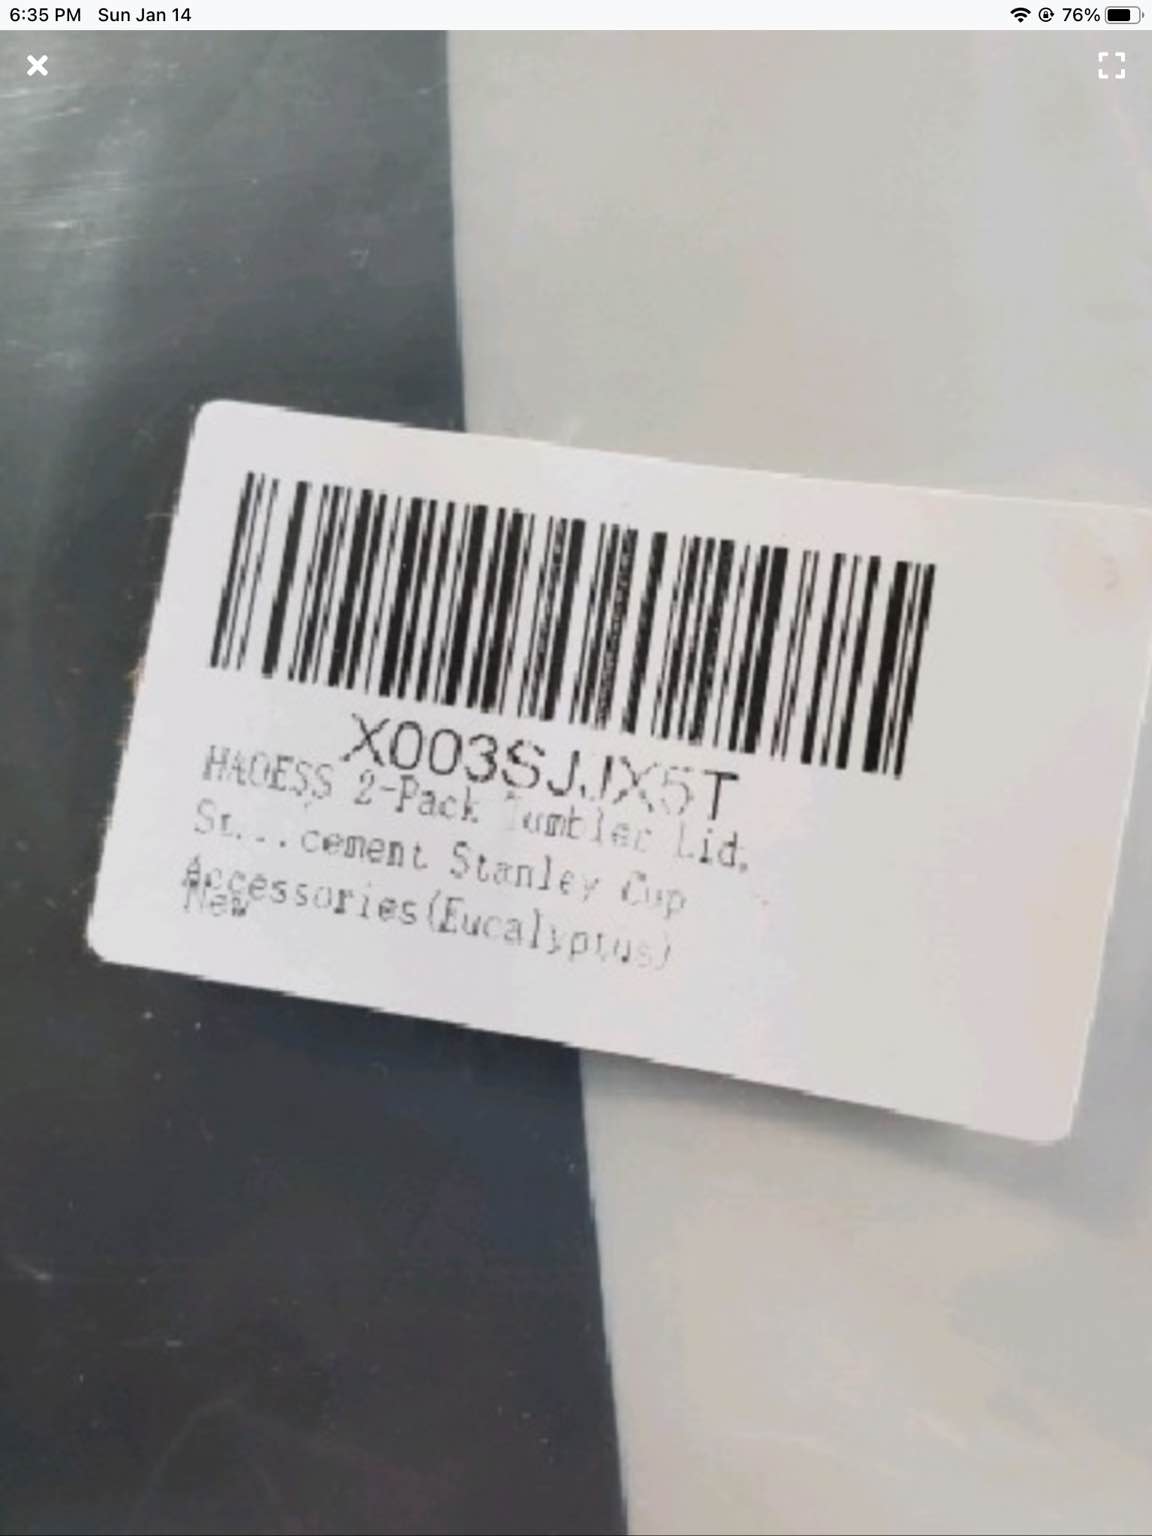 6:35 PM Sun Jan 14
76%
X003SJJX5T
HAOESS 2-Pack Tumbler Lid,
St...cement Stanley Cup
Accessories(Eucalyptus)
New